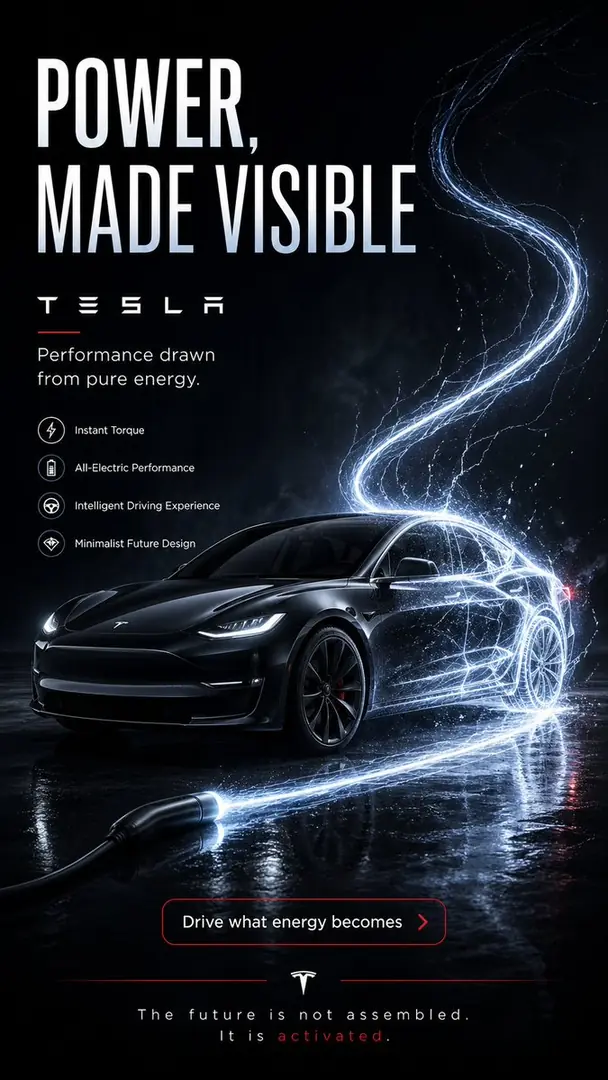 POWER,
MADE VISIBLE
TESLA
Performance drawn
from pure energy.
Instant Torque
All-Electric Performance
Intelligent Driving Experience
Minimalist Future Design
Drive what energy becomes
The future is not assembled.
It is activated.